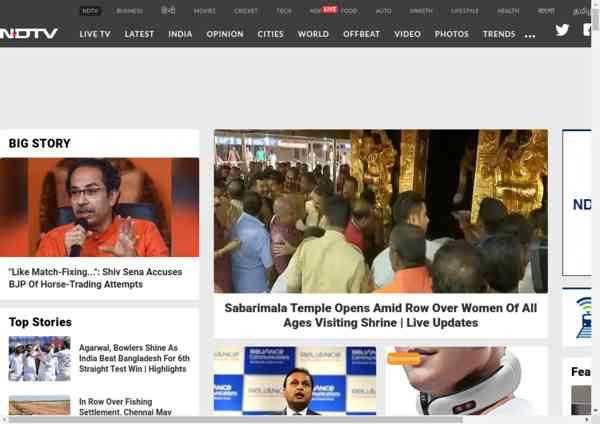 NDTV BUSINESS हिन्दी MOVIES CRICKET TECH LIVE FOOD AUTO SWASTH LIFESTYLE HEALTH বাংলা
NDTV LIVE TV LATEST INDIA OPINION CITIES WORLD OFFBEAT VIDEO PHOTOS TRENDS ...
BIG STORY
"Like Match-Fixing...": Shiv Sena Accuses
BJP Of Horse-Trading Attempts
Top Stories
Agarwal, Bowlers Shine As
India Beat Bangladesh For 6th
Straight Test Win | Highlights
In Row Over Fishing
Settlement, Chennai May
Sabarimala Temple Opens Amid Row Over Women Of All
Ages Visiting Shrine | Live Updates
RELIANCE
Communications
RELIANCE
Sponsored
ND
Fea